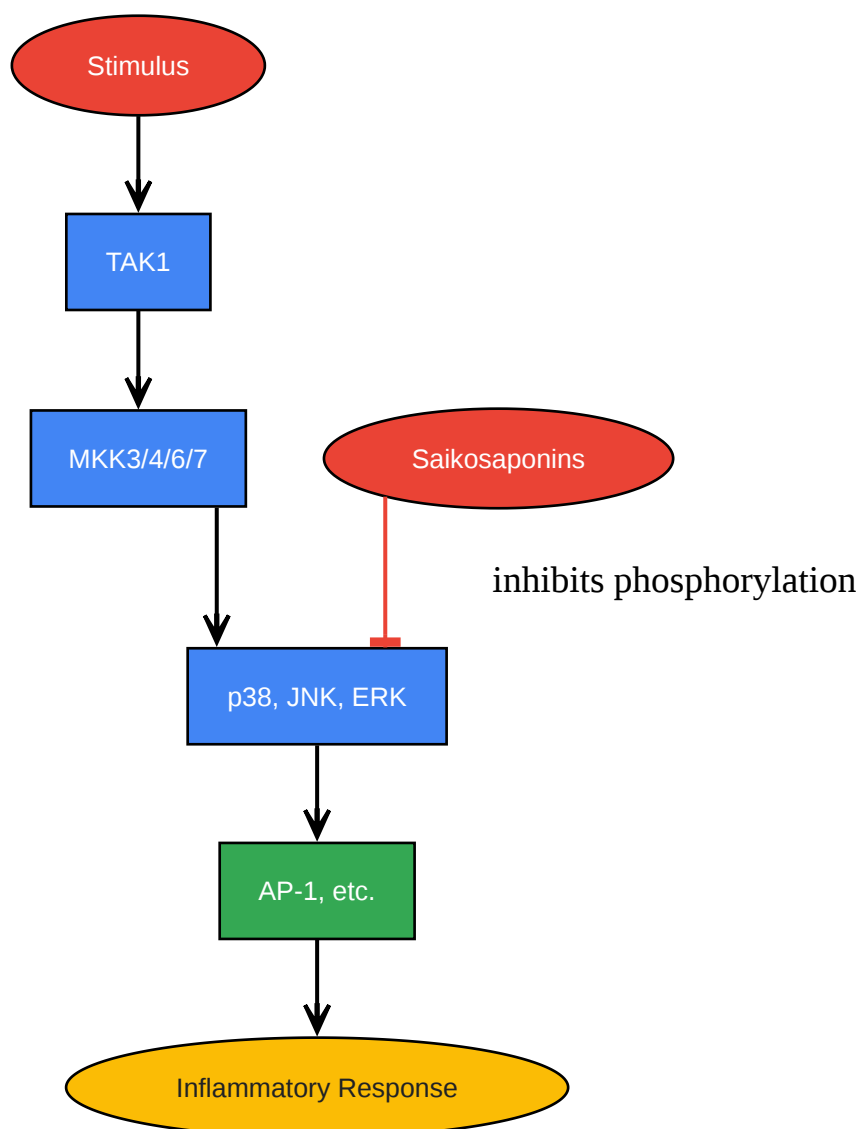 Stimulus
TAK1
MKK3/4/6/7
Saikosaponins
inhibits phosphorylation
p38, JNK, ERK
AP-1, etc.
Inflammatory Response